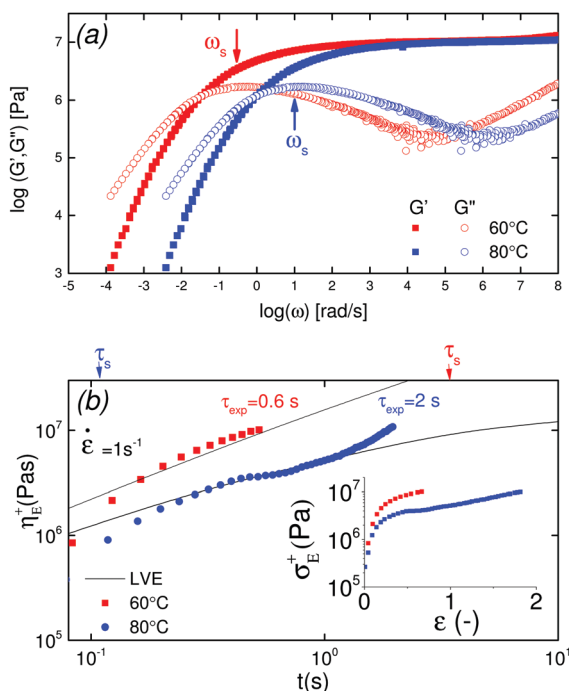 (a)
ωs
ωs
log (G',G'') [Pa]
7
6
5
4
3
G' G''
60°C
80°C
-5 -4 -3 -2 -1 0 1 2 3 4 5 6 7 8
log(ω) [rad/s]
τs τs
(b)
τexp=0.6 s
τexp=2 s
ε̇ =1s⁻¹
10⁷
10⁶
10⁵
η⁺E(Pas)
LVE
60°C
80°C
σ⁺E(Pa)
10⁷
10⁶
10⁵
0 1 2
ε (-)
10⁻¹ 10⁰ 10¹
t(s)